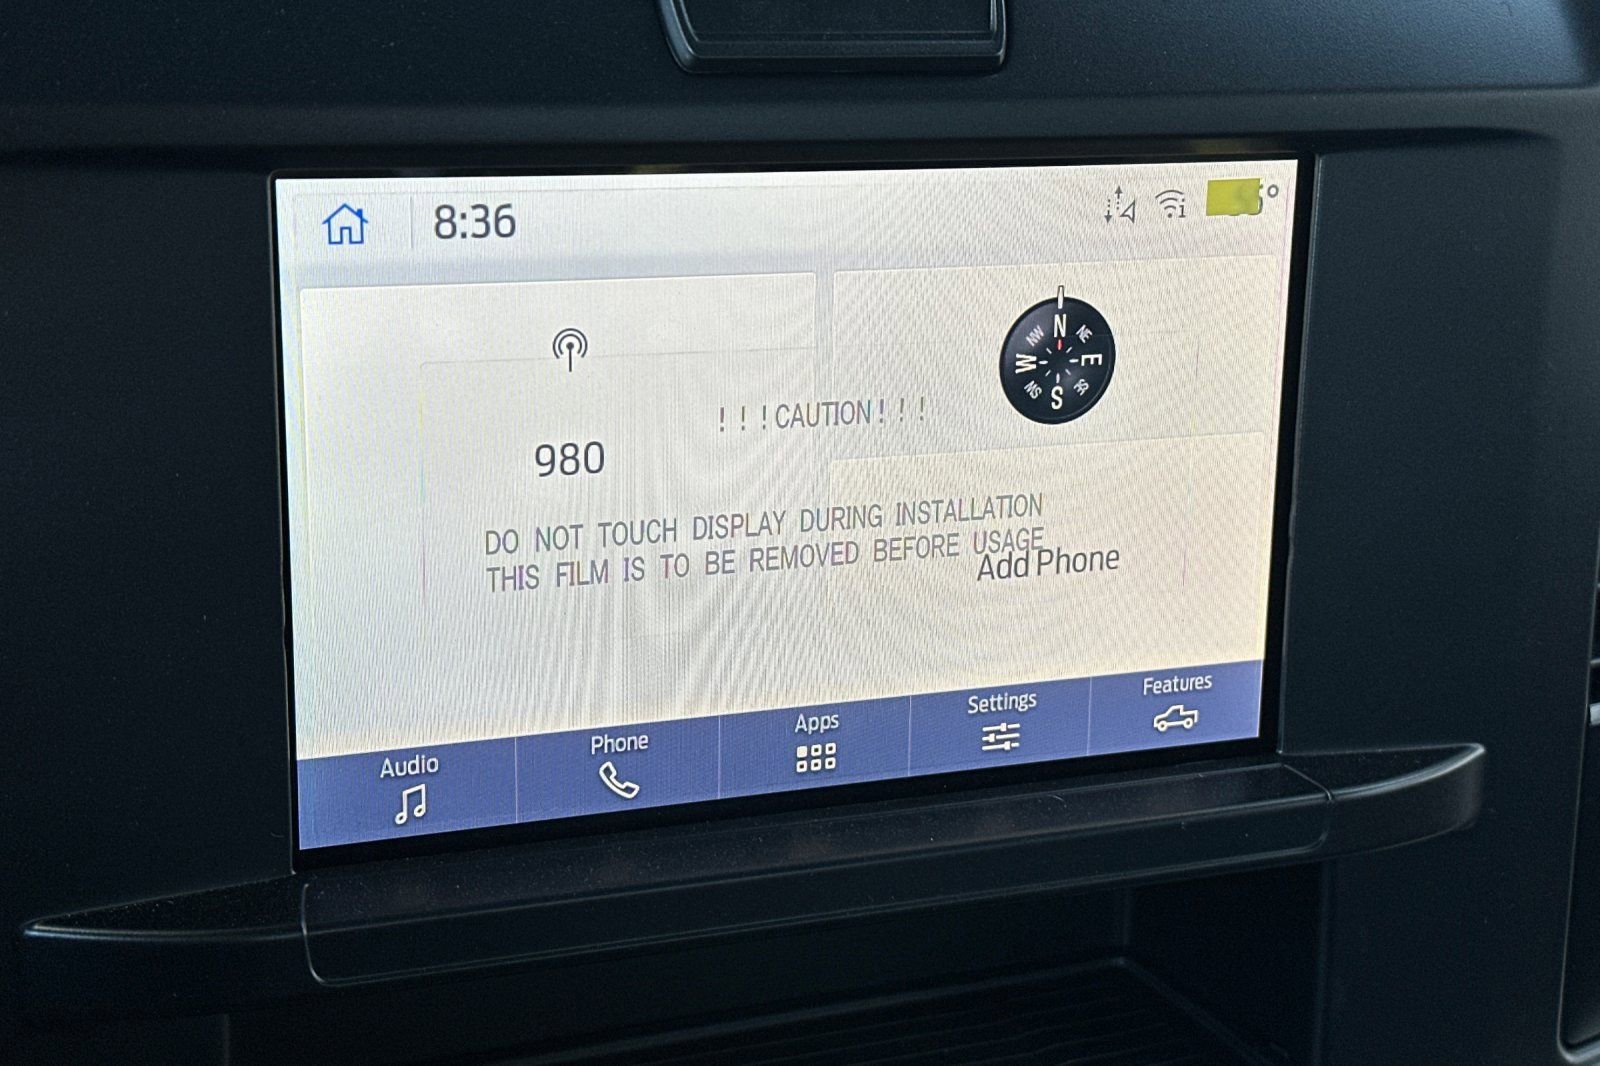 8:36
N
NW NE
W E
SW SE
S
980
! ! ! CAUTION ! ! !
DO NOT TOUCH DISPLAY DURING INSTALLATION
THIS FILM IS TO BE REMOVED BEFORE USAGE
Add Phone
Audio
Phone
Apps
Settings
Features